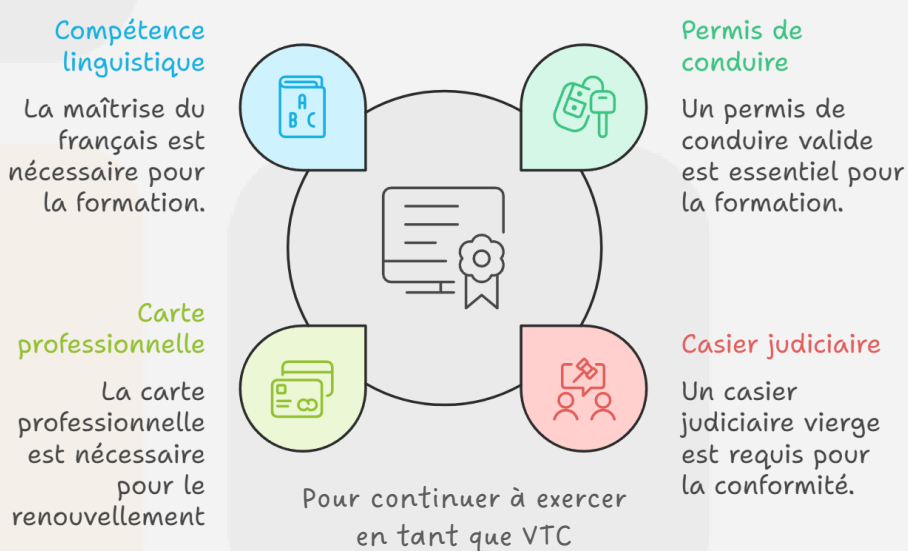 Compétence
linguistique
La maîtrise du
français est
nécessaire pour
la formation.
A
B C
Permis de
conduire
Un permis de
conduire valide
est essentiel pour
la formation.
Carte
professionnelle
La carte
professionnelle
est nécessaire
pour le
renouvellement
Casier judiciaire
Un casier
judiciaire vierge
est requis pour
la conformité.
Pour continuer à exercer
en tant que VTC